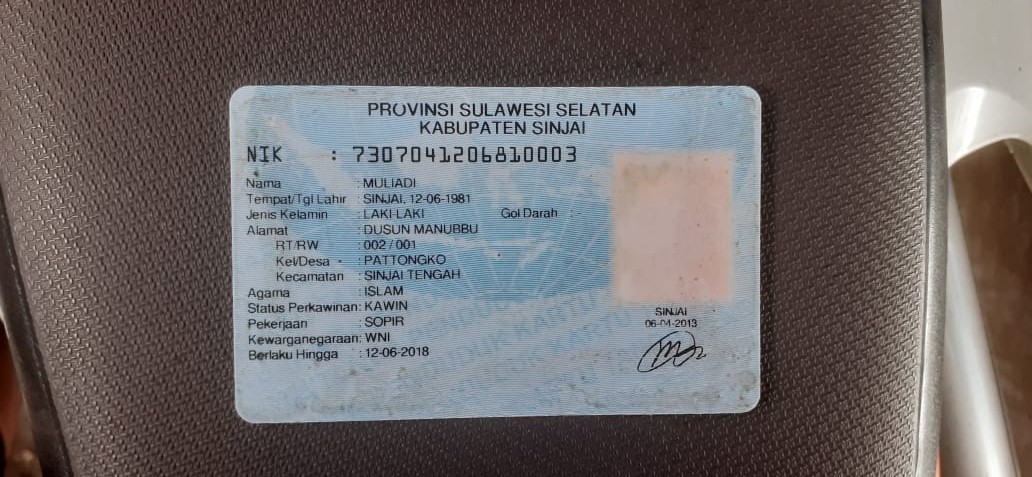 PROVINSI SULAWESI SELATAN
KABUPATEN SINJAI
NIK : 7307041206810003
Nama : MULIADI
Tempat/Tgl Lahir : SINJAI, 12-06-1981
Jenis Kelamin : LAKI-LAKI Gol Darah : -
Alamat : DUSUN MANUBBU
RT/RW : 002 / 001
Kel/Desa : PATTONGKO
Kecamatan : SINJAI TENGAH
Agama : ISLAM
Status Perkawinan: KAWIN
Pekerjaan : SOPIR
Kewarganegaraan: WNI
Berlaku Hingga : 12-06-2018
SINJAI
06-04-2013